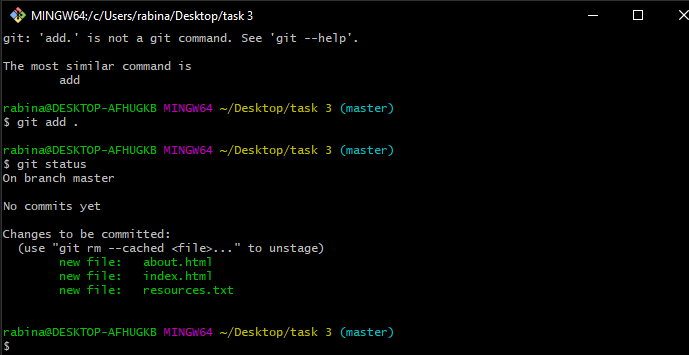 MINGW64:/c/Users/rabina/Desktop/task 3
git: 'add.' is not a git command. See 'git --help'.
The most similar command is
add
rabina@DESKTOP-AFHUGKB MINGW64 ~/Desktop/task 3 (master)
$ git add .
rabina@DESKTOP-AFHUGKB MINGW64 ~/Desktop/task 3 (master)
$ git status
On branch master
No commits yet
Changes to be committed:
(use "git rm --cached <file>..." to unstage)
new file:   about.html
new file:   index.html
new file:   resources.txt
rabina@DESKTOP-AFHUGKB MINGW64 ~/Desktop/task 3 (master)
$